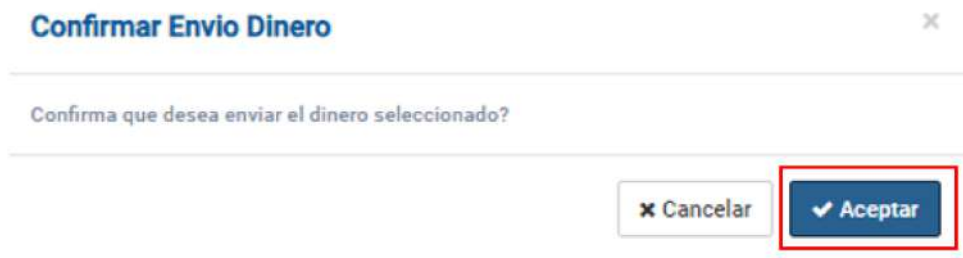 Confirmar Envio Dinero
Confirma que desea enviar el dinero seleccionado?
Cancelar
Aceptar